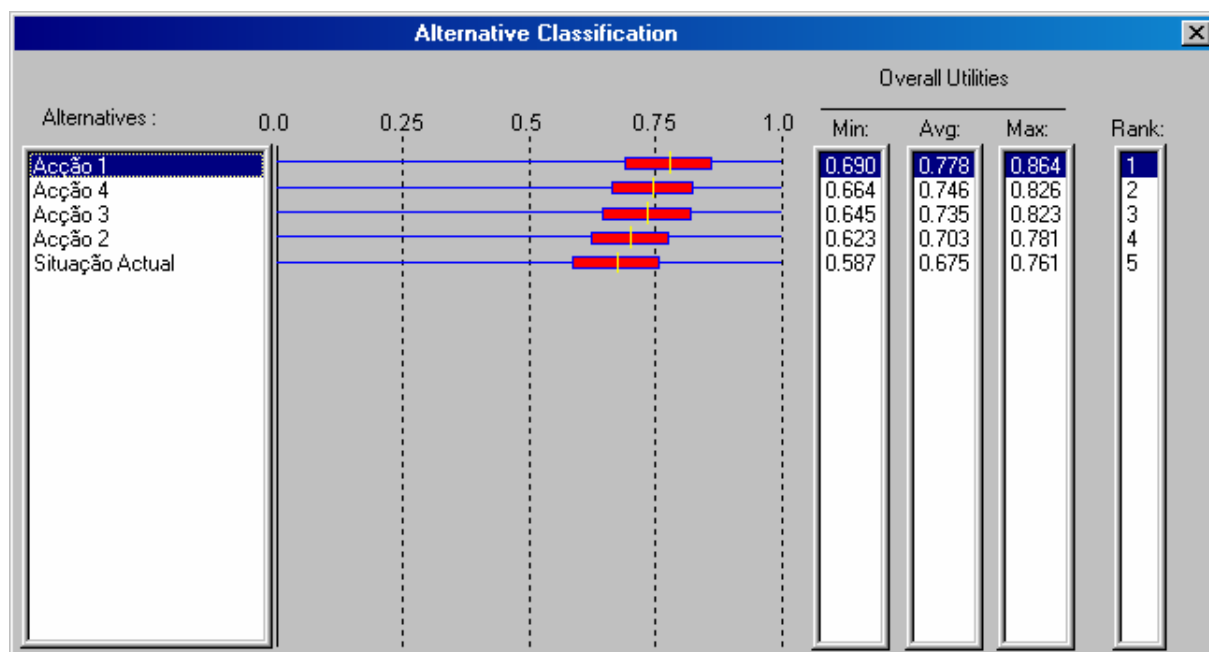 Alternative Classification
Overall Utilities
Alternatives : 0.0 0.25 0.5 0.75 1.0 Min: Avg: Max: Rank:
Acção 1 0.690 0.778 0.864 1
Acção 4 0.664 0.746 0.826 2
Acção 3 0.645 0.735 0.823 3
Acção 2 0.623 0.703 0.781 4
Situação Actual 0.587 0.675 0.761 5